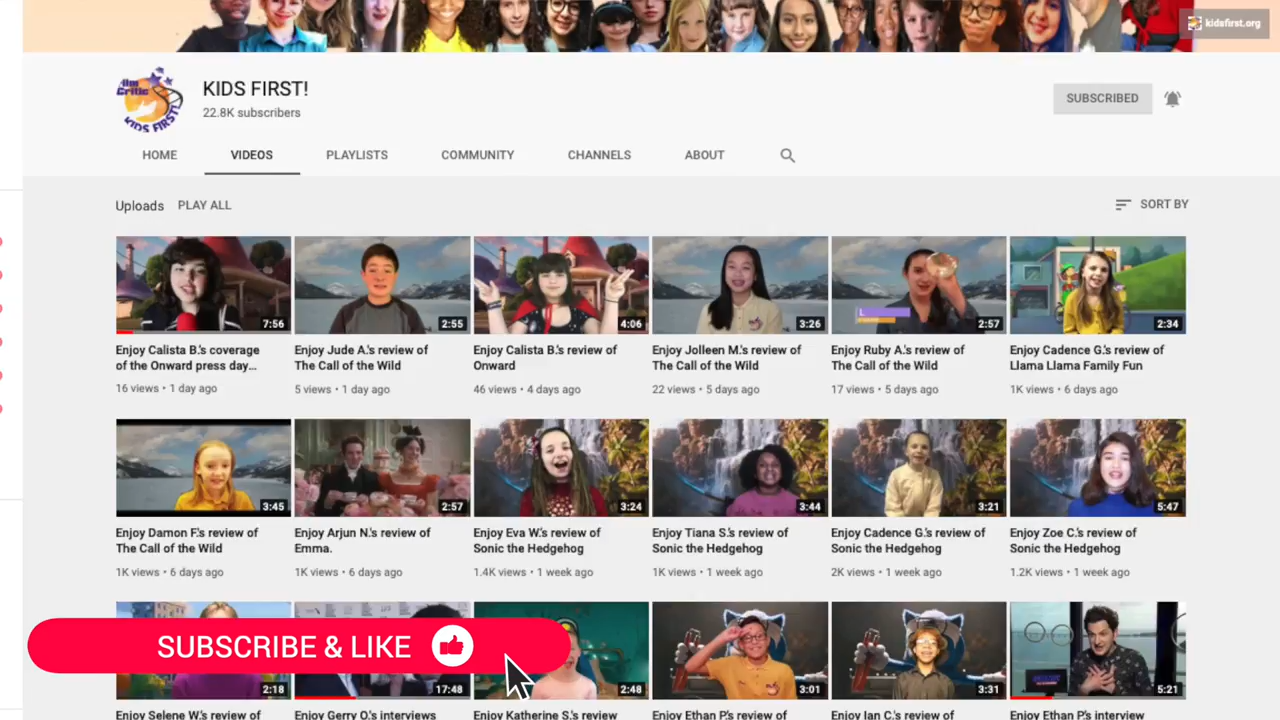 kidsfirst.org
Film
Critic
KIDS FIRST!
KIDS FIRST!
22.8K subscribers
SUBSCRIBED
HOME VIDEOS PLAYLISTS COMMUNITY CHANNELS ABOUT
Uploads PLAY ALL SORT BY
7:56 2:55 4:06 3:26 2:57 2:34
Enjoy Calista B.'s coverage
of the Onward press day...
16 views • 1 day ago
Enjoy Jude A.'s review of
The Call of the Wild
5 views • 1 day ago
Enjoy Calista B.'s review of
Onward
46 views • 4 days ago
Enjoy Jolleen M.'s review of
The Call of the Wild
22 views • 5 days ago
Enjoy Ruby A.'s review of
The Call of the Wild
17 views • 5 days ago
Enjoy Cadence G.'s review of
Llama Llama Family Fun
1K views • 6 days ago
3:45 2:57 3:24 3:44 3:21 5:47
Enjoy Damon F.'s review of
The Call of the Wild
1K views • 6 days ago
Enjoy Arjun N.'s review of
Emma.
1K views • 6 days ago
Enjoy Eva W.'s review of
Sonic the Hedgehog
1.4K views • 1 week ago
Enjoy Tiana S.'s review of
Sonic the Hedgehog
1K views • 1 week ago
Enjoy Cadence G.'s review of
Sonic the Hedgehog
2K views • 1 week ago
Enjoy Zoe C.'s review of
Sonic the Hedgehog
1.2K views • 1 week ago
SUBSCRIBE & LIKE
2:18 17:48 2:48 3:01 3:31 5:21
Enjoy Selene W.'s review of
Enjoy Gerry O.'s interviews
Enjoy Katherine S.'s review
Enjoy Ethan P.'s review of
Enjoy Ian C.'s review of
Enjoy Ethan P.'s interview